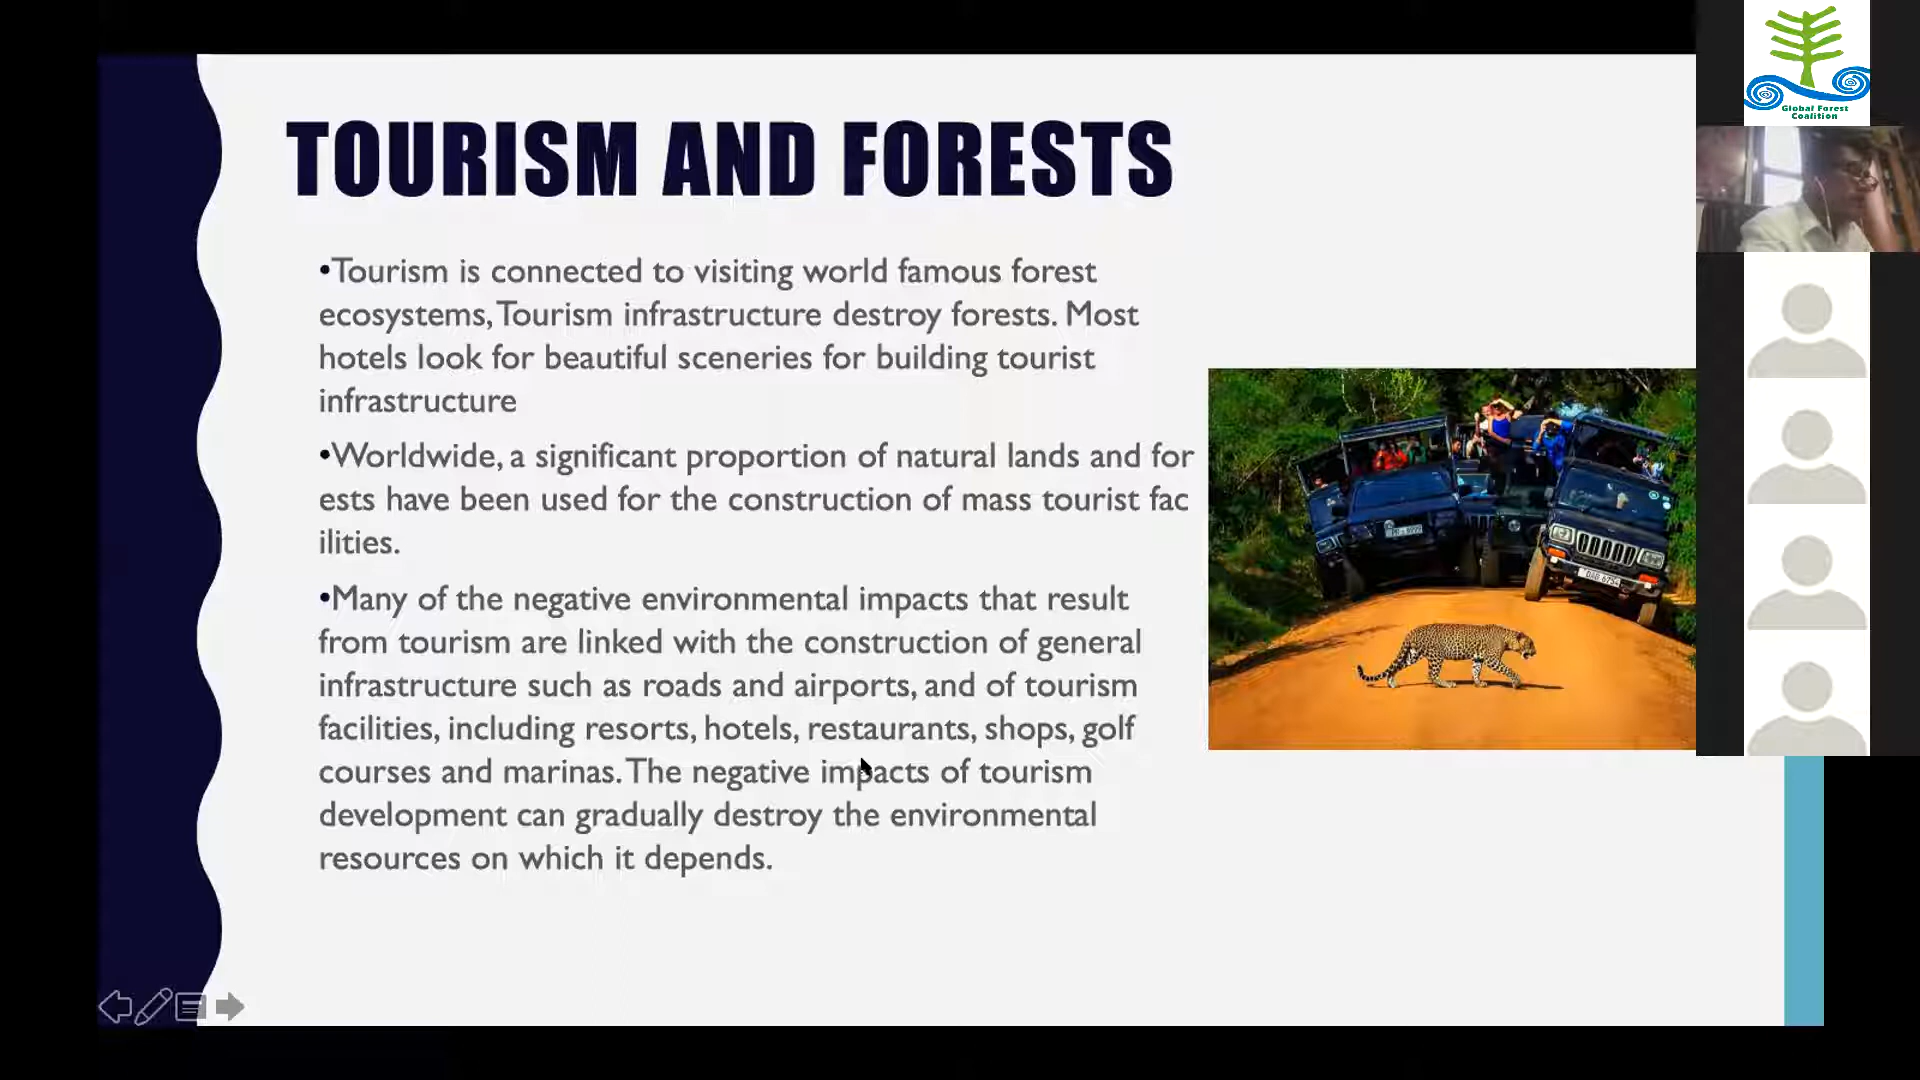 TOURISM AND FORESTS
•Tourism is connected to visiting world famous forest
ecosystems, Tourism infrastructure destroy forests. Most
hotels look for beautiful sceneries for building tourist
infrastructure
•Worldwide, a significant proportion of natural lands and for
ests have been used for the construction of mass tourist fac
ilities.
•Many of the negative environmental impacts that result
from tourism are linked with the construction of general
infrastructure such as roads and airports, and of tourism
facilities, including resorts, hotels, restaurants, shops, golf
courses and marinas. The negative impacts of tourism
development can gradually destroy the environmental
resources on which it depends.
Global Forest
Coalition